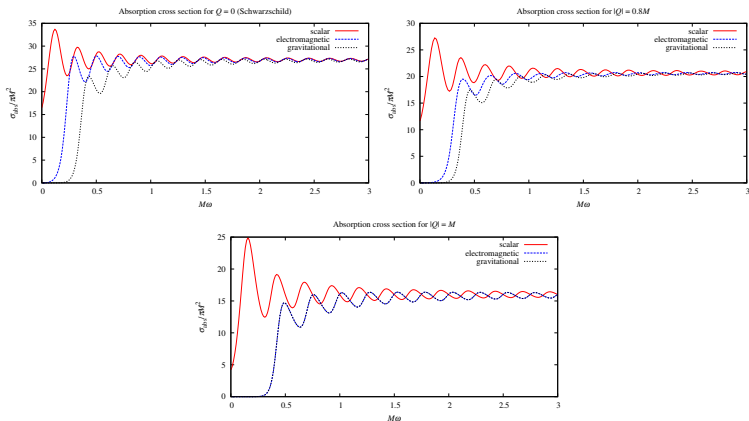 Absorption cross section for Q = 0 (Schwarzschild)
σabs/πM²
35
30
25
20
15
10
5
0
scalar
electromagnetic
gravitational
0 0.5 1 1.5 2 2.5 3
Mω
Absorption cross section for |Q| = 0.8M
σabs/πM²
30
25
20
15
10
5
0
scalar
electromagnetic
gravitational
0 0.5 1 1.5 2 2.5 3
Mω
Absorption cross section for |Q| = M
σabs/πM²
25
20
15
10
5
0
scalar
electromagnetic
gravitational
0 0.5 1 1.5 2 2.5 3
Mω